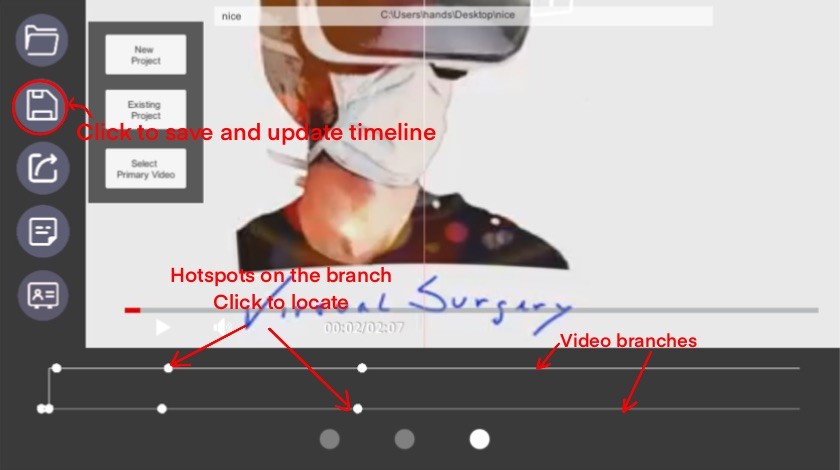 nice C:\Users\hands\Desktop\nice
New
Project
Existing
Project
Click to save and update timeline
Select
Primary Video
Hotspots on the branch
Click to locate
Virtual Surgery
00:02/02:07
Video branches